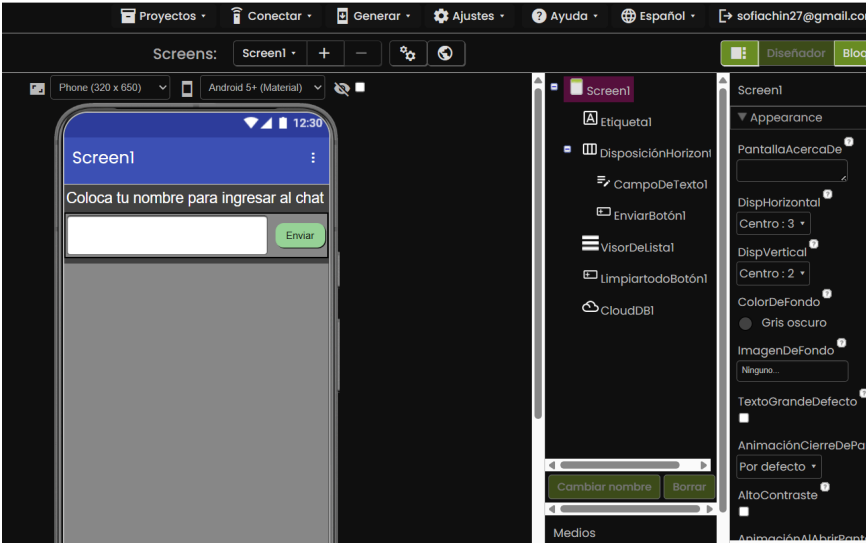 Proyectos Conectar Generar Ajustes Ayuda Español sofiachin27@gmail.co
Screens: Screen1 + − Diseñador Bloq
Phone (320 x 650) Android 5+ (Material)
12:30
Screen1
Coloca tu nombre para ingresar al chat
Enviar
Screen1
Etiqueta1
DisposiciónHorizont
CampoDeTexto1
EnviarBotón1
VisorDeLista1
LimpiartodoBotón1
CloudDB1
Cambiar nombre Borrar
Medios
Screen1
Appearance
PantallaAcercaDe ?
DispHorizontal ?
Centro : 3
DispVertical ?
Centro : 2
ColorDeFondo ?
Gris oscuro
ImagenDeFondo ?
Ninguno...
TextoGrandeDefecto ?
AnimaciónCierreDePa
Por defecto
AltoContraste ?
AnimaciónAlAbrirPant